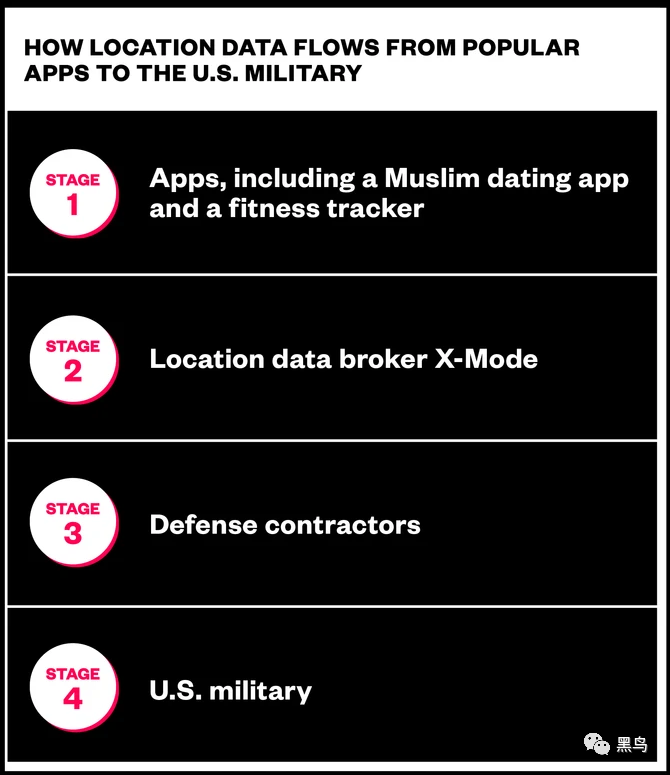 HOW LOCATION DATA FLOWS FROM POPULAR
APPS TO THE U.S. MILITARY
STAGE
1
Apps, including a Muslim dating app
and a fitness tracker
STAGE
2
Location data broker X-Mode
STAGE
3
Defense contractors
STAGE
4
U.S. military
黑鸟